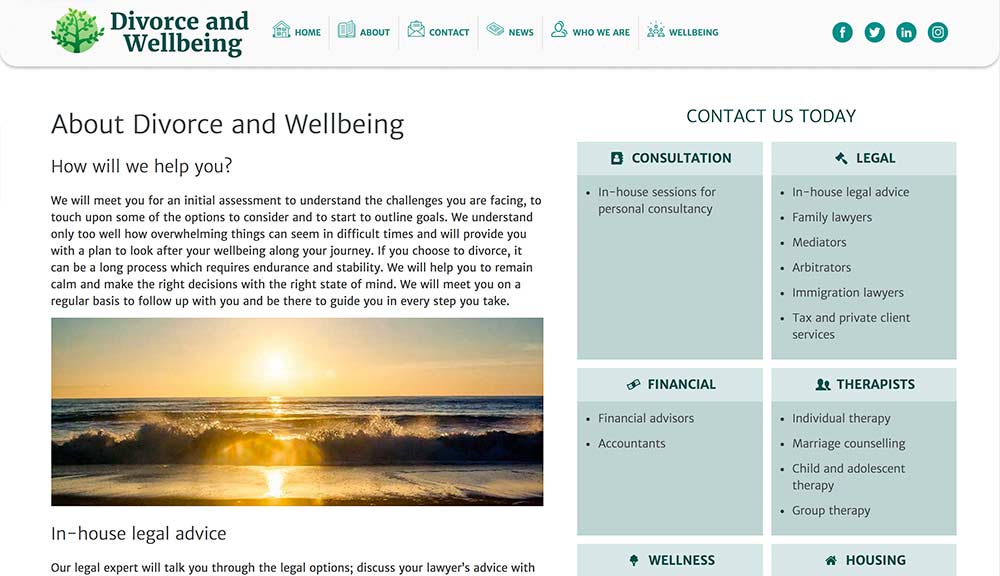 Divorce and
Wellbeing
HOME
ABOUT
CONTACT
NEWS
WHO WE ARE
WELLBEING
About Divorce and Wellbeing
How will we help you?
We will meet you for an initial assessment to understand the challenges you are facing, to
touch upon some of the options to consider and to start to outline goals. We understand
only too well how overwhelming things can seem in difficult times and will provide you
with a plan to look after your wellbeing along your journey. If you choose to divorce, it
can be a long process which requires endurance and stability. We will help you to remain
calm and make the right decisions with the right state of mind. We will meet you on a
regular basis to follow up with you and be there to guide you in every step you take.
In-house legal advice
Our legal expert will talk you through the legal options; discuss your lawyer's advice with
CONTACT US TODAY
CONSULTATION
• In-house sessions for
personal consultancy
LEGAL
• In-house legal advice
• Family lawyers
• Mediators
• Arbitrators
• Immigration lawyers
• Tax and private client
services
FINANCIAL
• Financial advisors
• Accountants
THERAPISTS
• Individual therapy
• Marriage counselling
• Child and adolescent
therapy
• Group therapy
WELLNESS
HOUSING